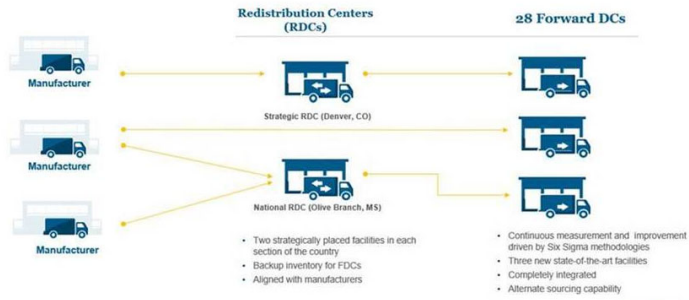 Redistribution Centers
(RDCs)
28 Forward DCs
Manufacturer
Strategic RDC (Denver, CO)
Manufacturer
National RDC (Olive Branch, MS)
Manufacturer
• Two strategically placed facilities in each
section of the country
• Backup inventory for FDCs
• Aligned with manufacturers
• Continuous measurement and improvement
driven by Six Sigma methodologies
• Three new state-of-the-art facilities
• Completely integrated
• Alternate sourcing capability